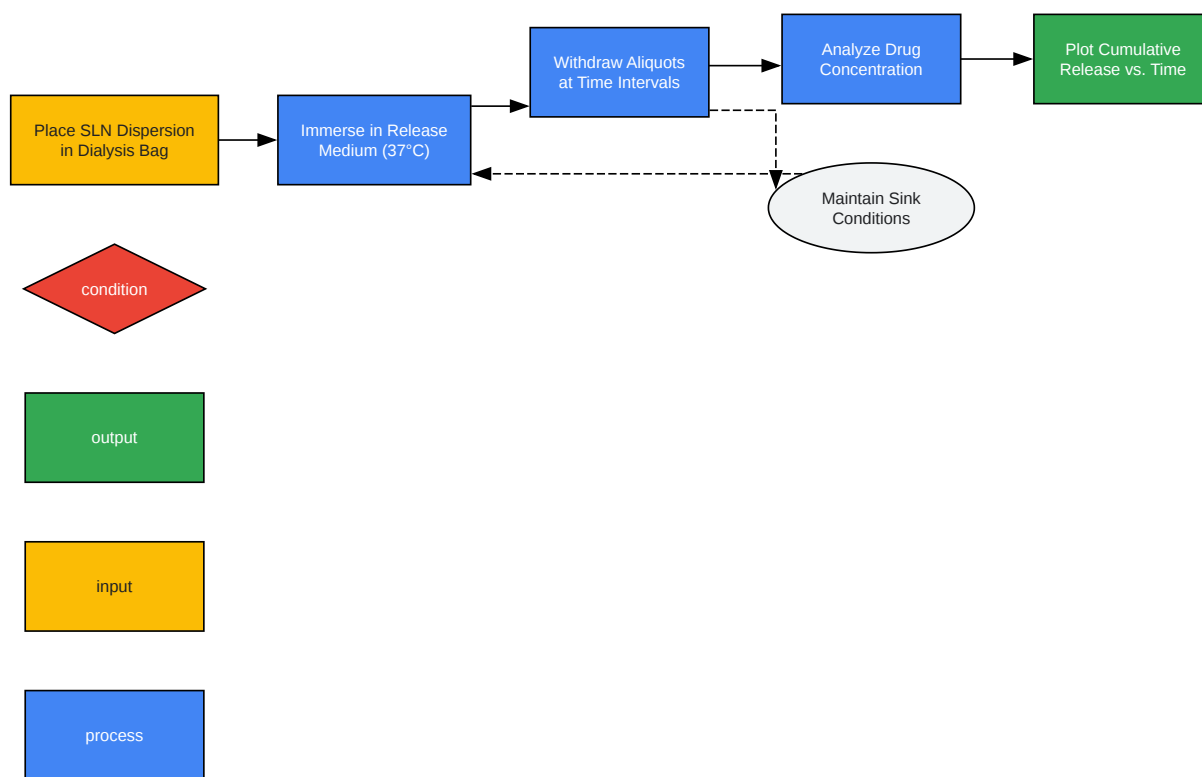 Place SLN Dispersion
in Dialysis Bag
Immerse in Release
Medium (37°C)
Withdraw Aliquots
at Time Intervals
Analyze Drug
Concentration
Plot Cumulative
Release vs. Time
Maintain Sink
Conditions
condition
output
input
process